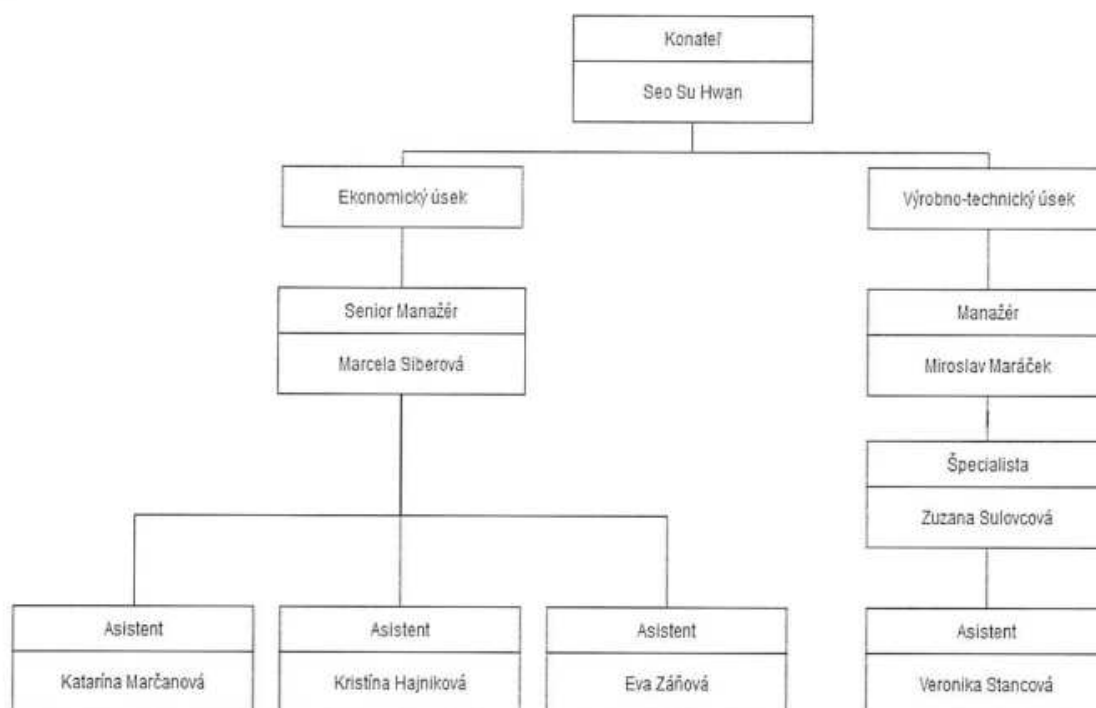 Konateľ
Seo Su Hwan
Ekonomický úsek
Výrobno-technický úsek
Senior Manažér
Marcela Siberová
Manažér
Miroslav Maráček
Špecialista
Zuzana Sulovcová
Asistent
Katarína Marčanová
Asistent
Kristína Hajniková
Asistent
Eva Záňová
Asistent
Veronika Stancová